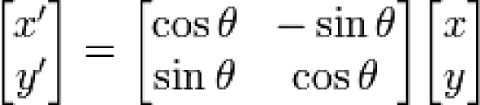 [x′] = [cos θ  − sin θ] [x]
[y′]   [sin θ  cos θ] [y]